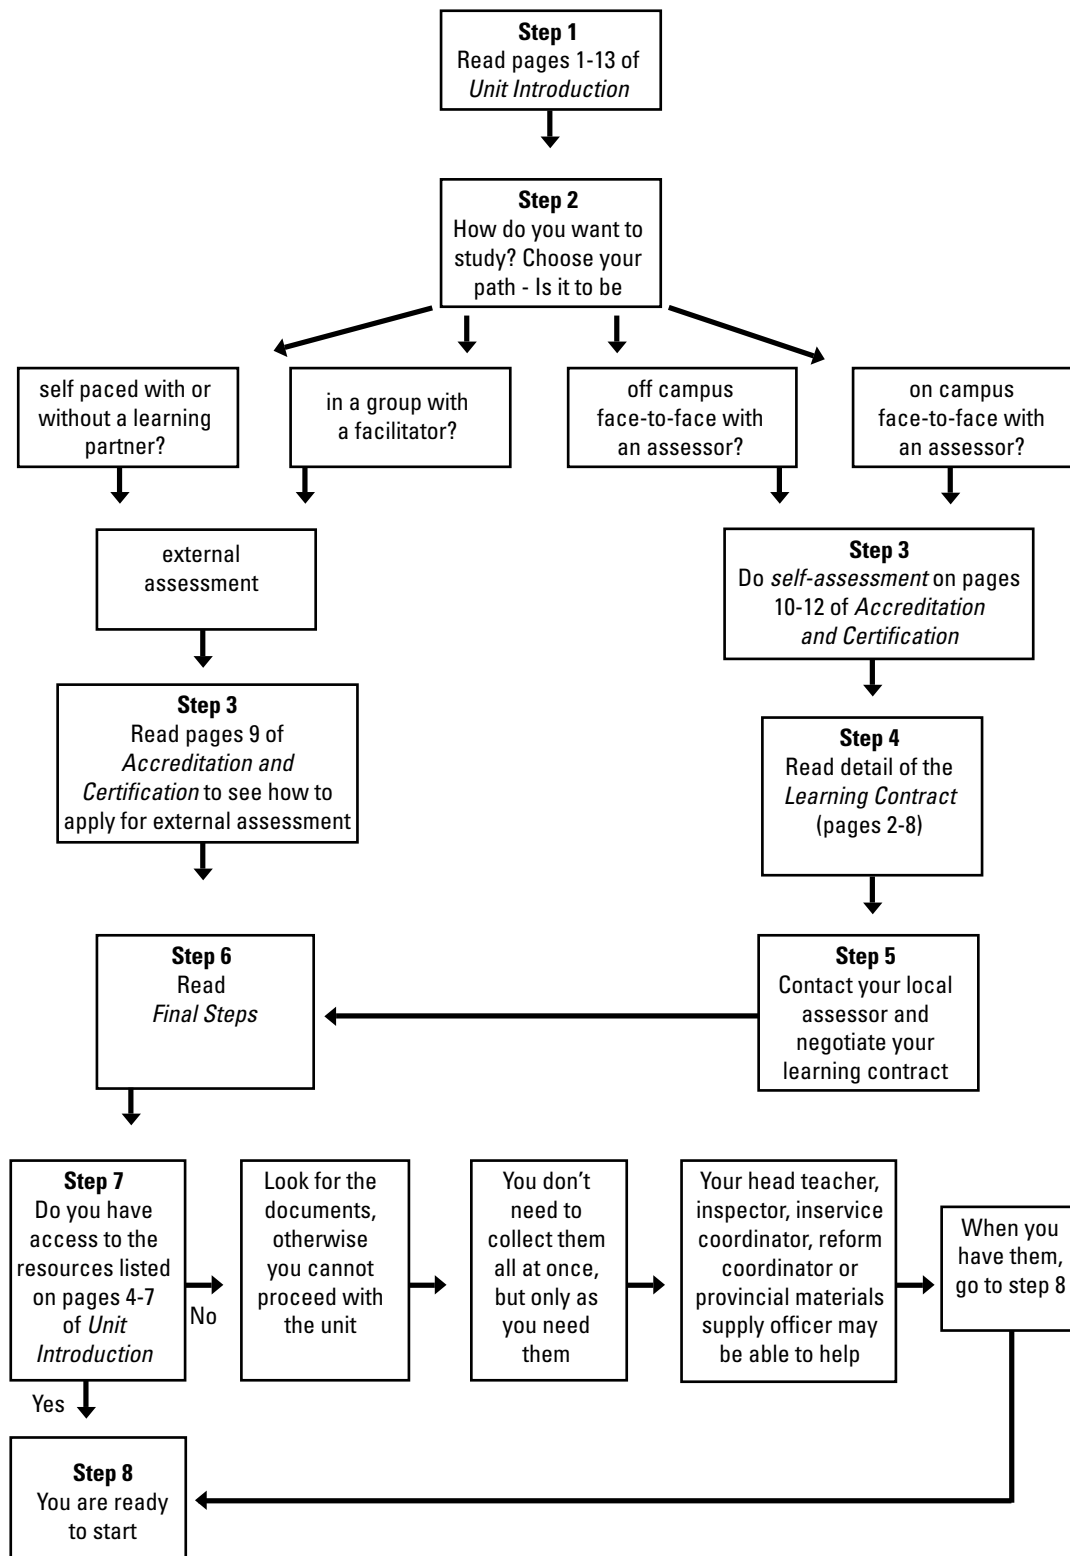 Step 1
Read pages 1-13 of
Unit Introduction
Step 2
How do you want to
study? Choose your
path - Is it to be
self paced with or
without a learning
partner?
in a group with
a facilitator?
off campus
face-to-face with
an assessor?
on campus
face-to-face with
an assessor?
external
assessment
Step 3
Do self-assessment on pages
10-12 of Accreditation
and Certification
Step 3
Read pages 9 of
Accreditation and
Certification to see how to
apply for external assessment
Step 4
Read detail of the
Learning Contract
(pages 2-8)
Step 6
Read
Final Steps
Step 5
Contact your local
assessor and
negotiate your
learning contract
Step 7
Do you have
access to the
resources listed
on pages 4-7
of Unit
Introduction
No
Look for the
documents,
otherwise
you cannot
proceed with
the unit
You don't
need to
collect them
all at once,
but only as
you need
them
Your head teacher,
inspector, inservice
coordinator, reform
coordinator or
provincial materials
supply officer may
be able to help
When you
have them,
go to step 8
Yes
Step 8
You are ready
to start